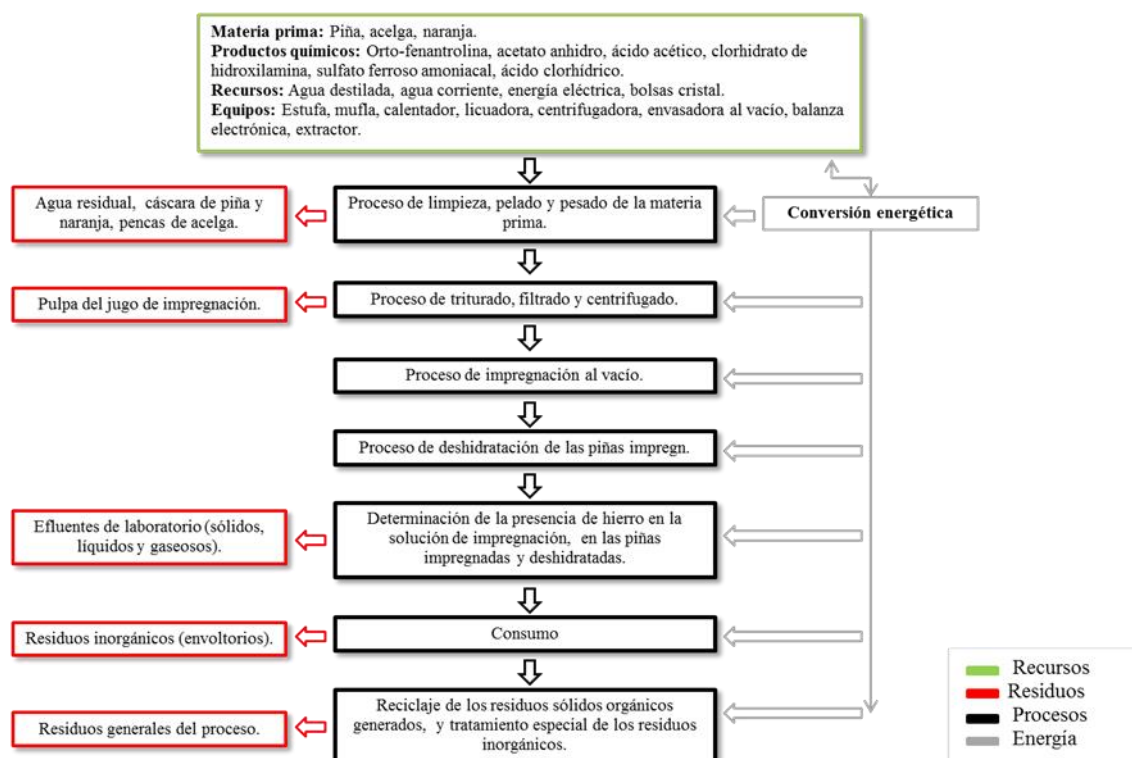 Materia prima: Piña, acelga, naranja.
Productos químicos: Orto-fenantrolina, acetato anhidro, ácido acético, clorhidrato de
hidroxilamina, sulfato ferroso amoniacal, ácido clorhídrico.
Recursos: Agua destilada, agua corriente, energía eléctrica, bolsas cristal.
Equipos: Estufa, mufla, calentador, licuadora, centrifugadora, envasadora al vacío, balanza
electrónica, extractor.
Agua residual, cáscara de piña y
naranja, pencas de acelga.
Proceso de limpieza, pelado y pesado de la materia
prima.
Conversión energética
Pulpa del jugo de impregnación.
Proceso de triturado, filtrado y centrifugado.
Proceso de impregnación al vacío.
Proceso de deshidratación de las piñas impregn.
Efluentes de laboratorio (sólidos,
líquidos y gaseosos).
Determinación de la presencia de hierro en la
solución de impregnación, en las piñas
impregnadas y deshidratadas.
Residuos inorgánicos (envoltorios).
Consumo
Residuos generales del proceso.
Reciclaje de los residuos sólidos orgánicos
generados, y tratamiento especial de los residuos
inorgánicos.
Recursos
Residuos
Procesos
Energía